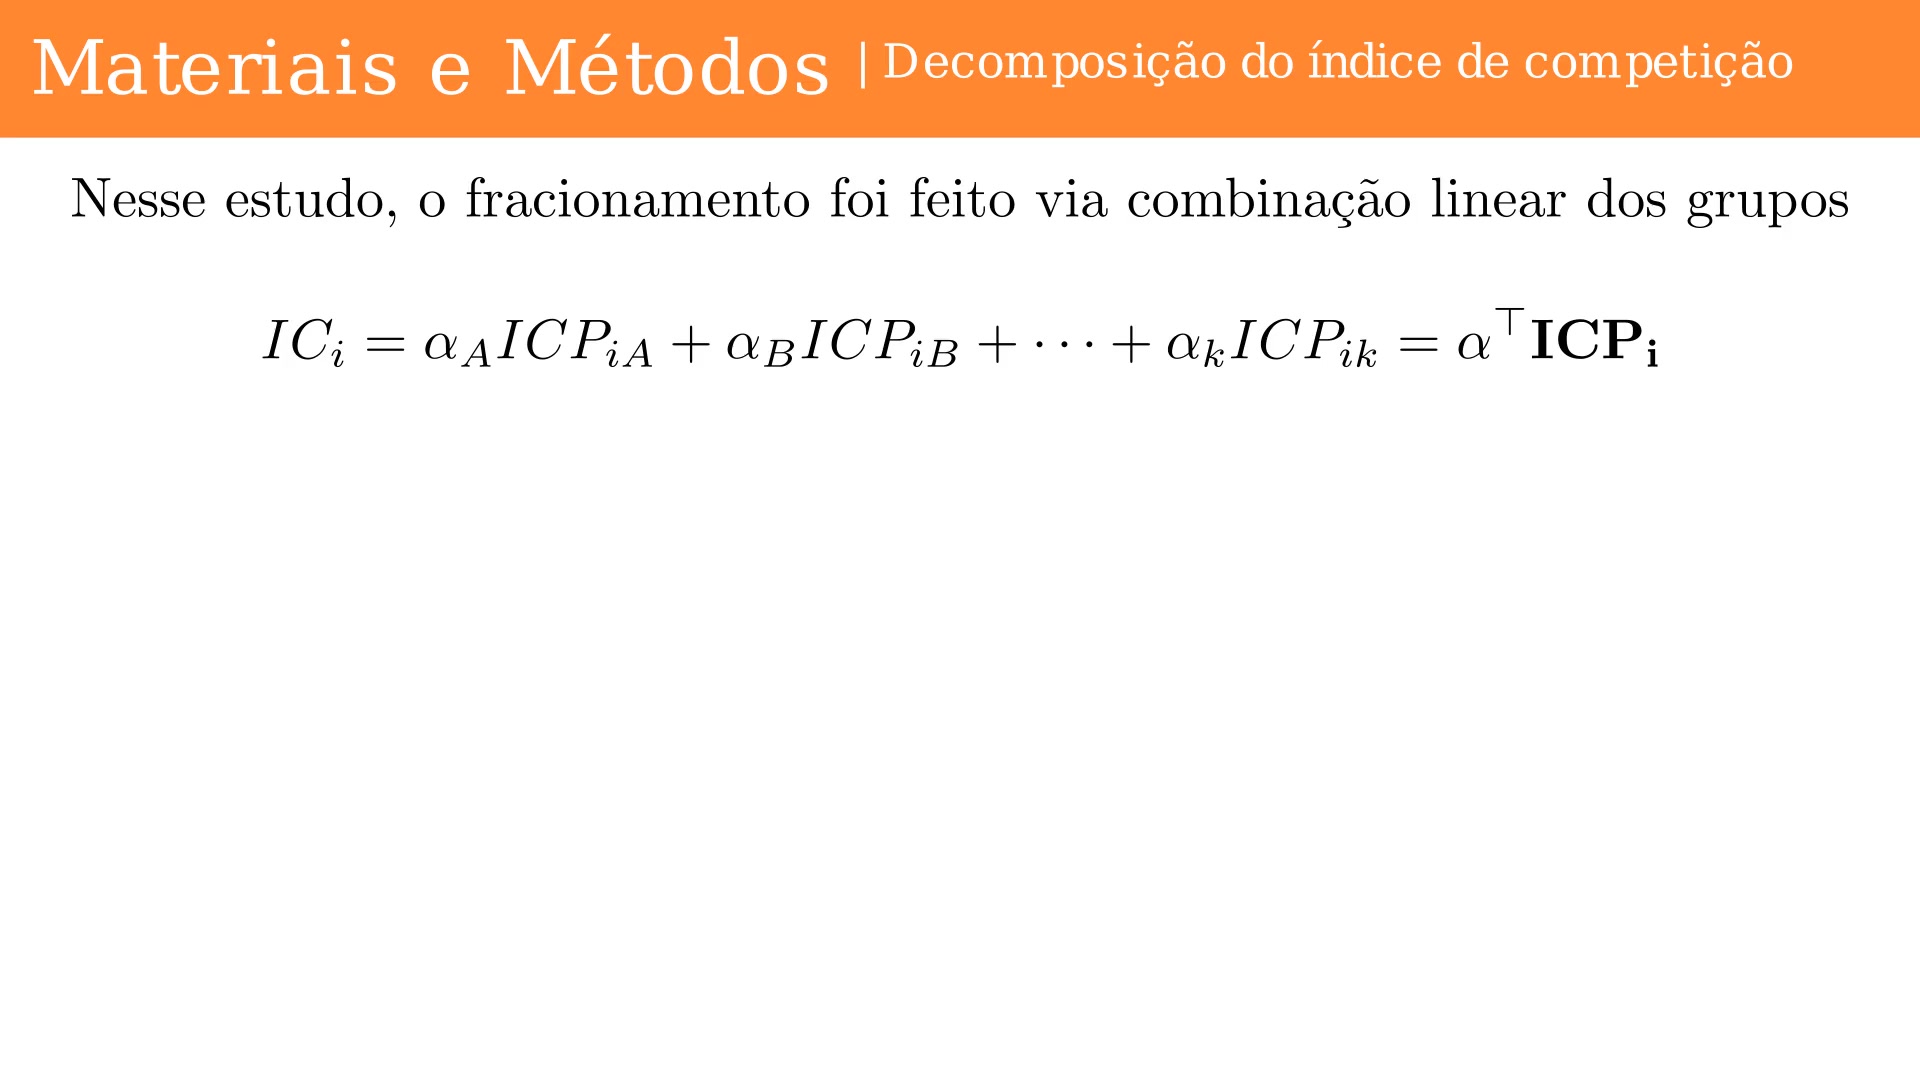 Materiais e Métodos | Decomposição do índice de competição
Nesse estudo, o fracionamento foi feito via combinação linear dos grupos
$IC_i = \alpha_A ICP_{iA} + \alpha_B ICP_{iB} + \cdots + \alpha_k ICP_{ik} = \alpha^\top \mathbf{ICP_i}$